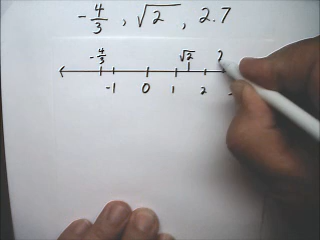 -4/3 , √2 , 2.7
-4/3 √2
-1 0 1 2